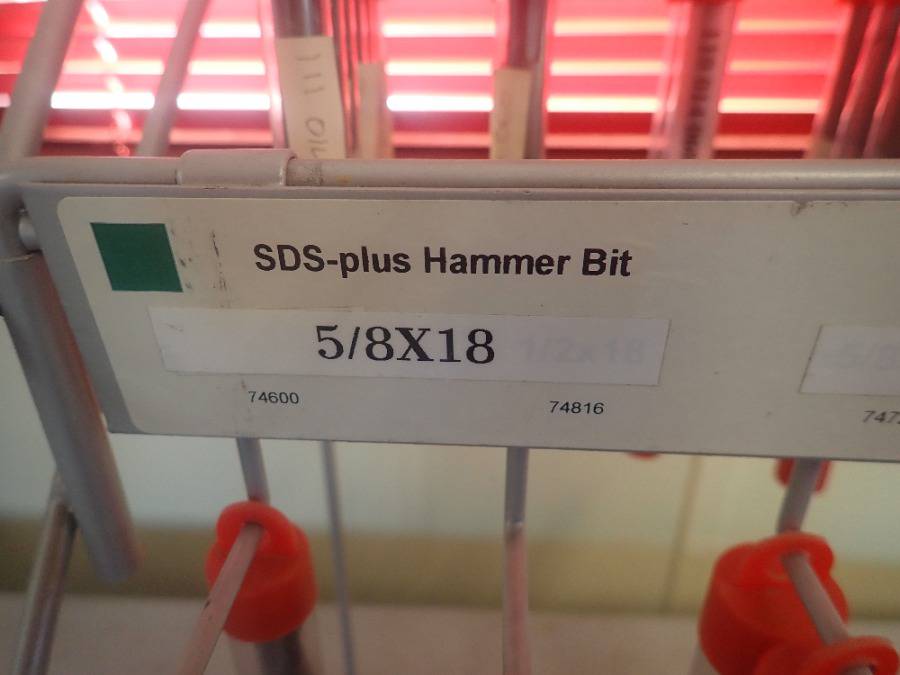 SDS-plus Hammer Bit
5/8X18 1/2x18
74600 74816